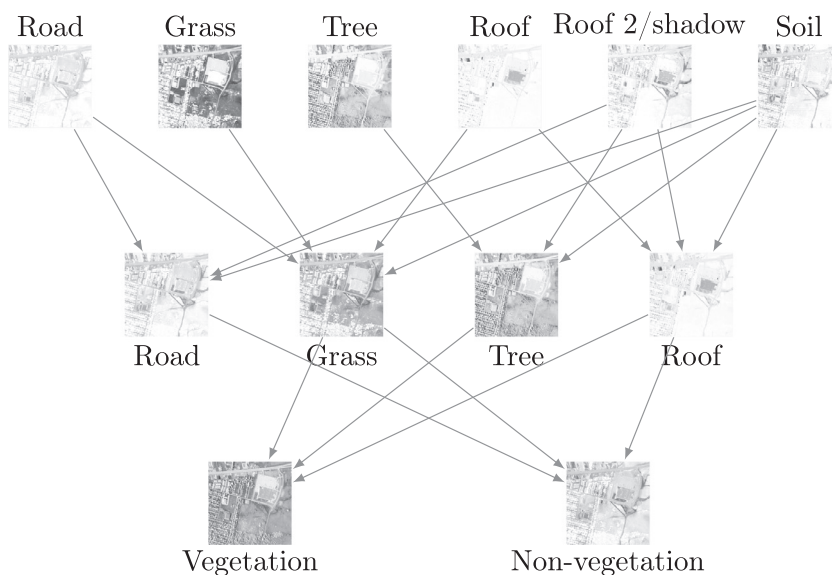 Road Grass Tree Roof Roof 2/shadow Soil
Road Grass Tree Roof
Vegetation Non-vegetation